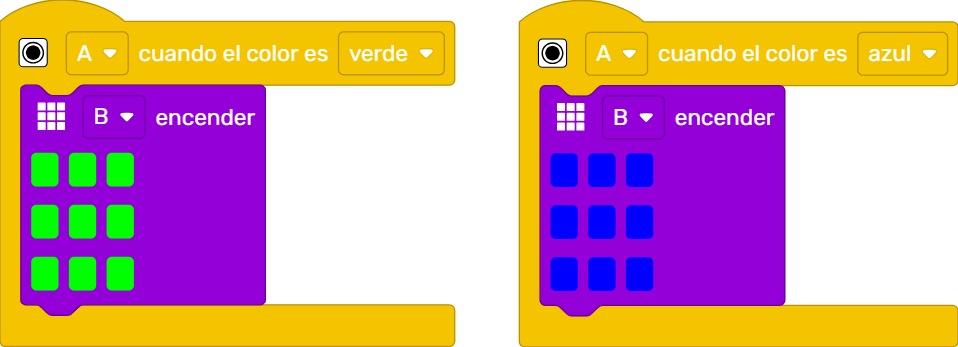 A cuando el color es verde
B encender
A cuando el color es azul
B encender